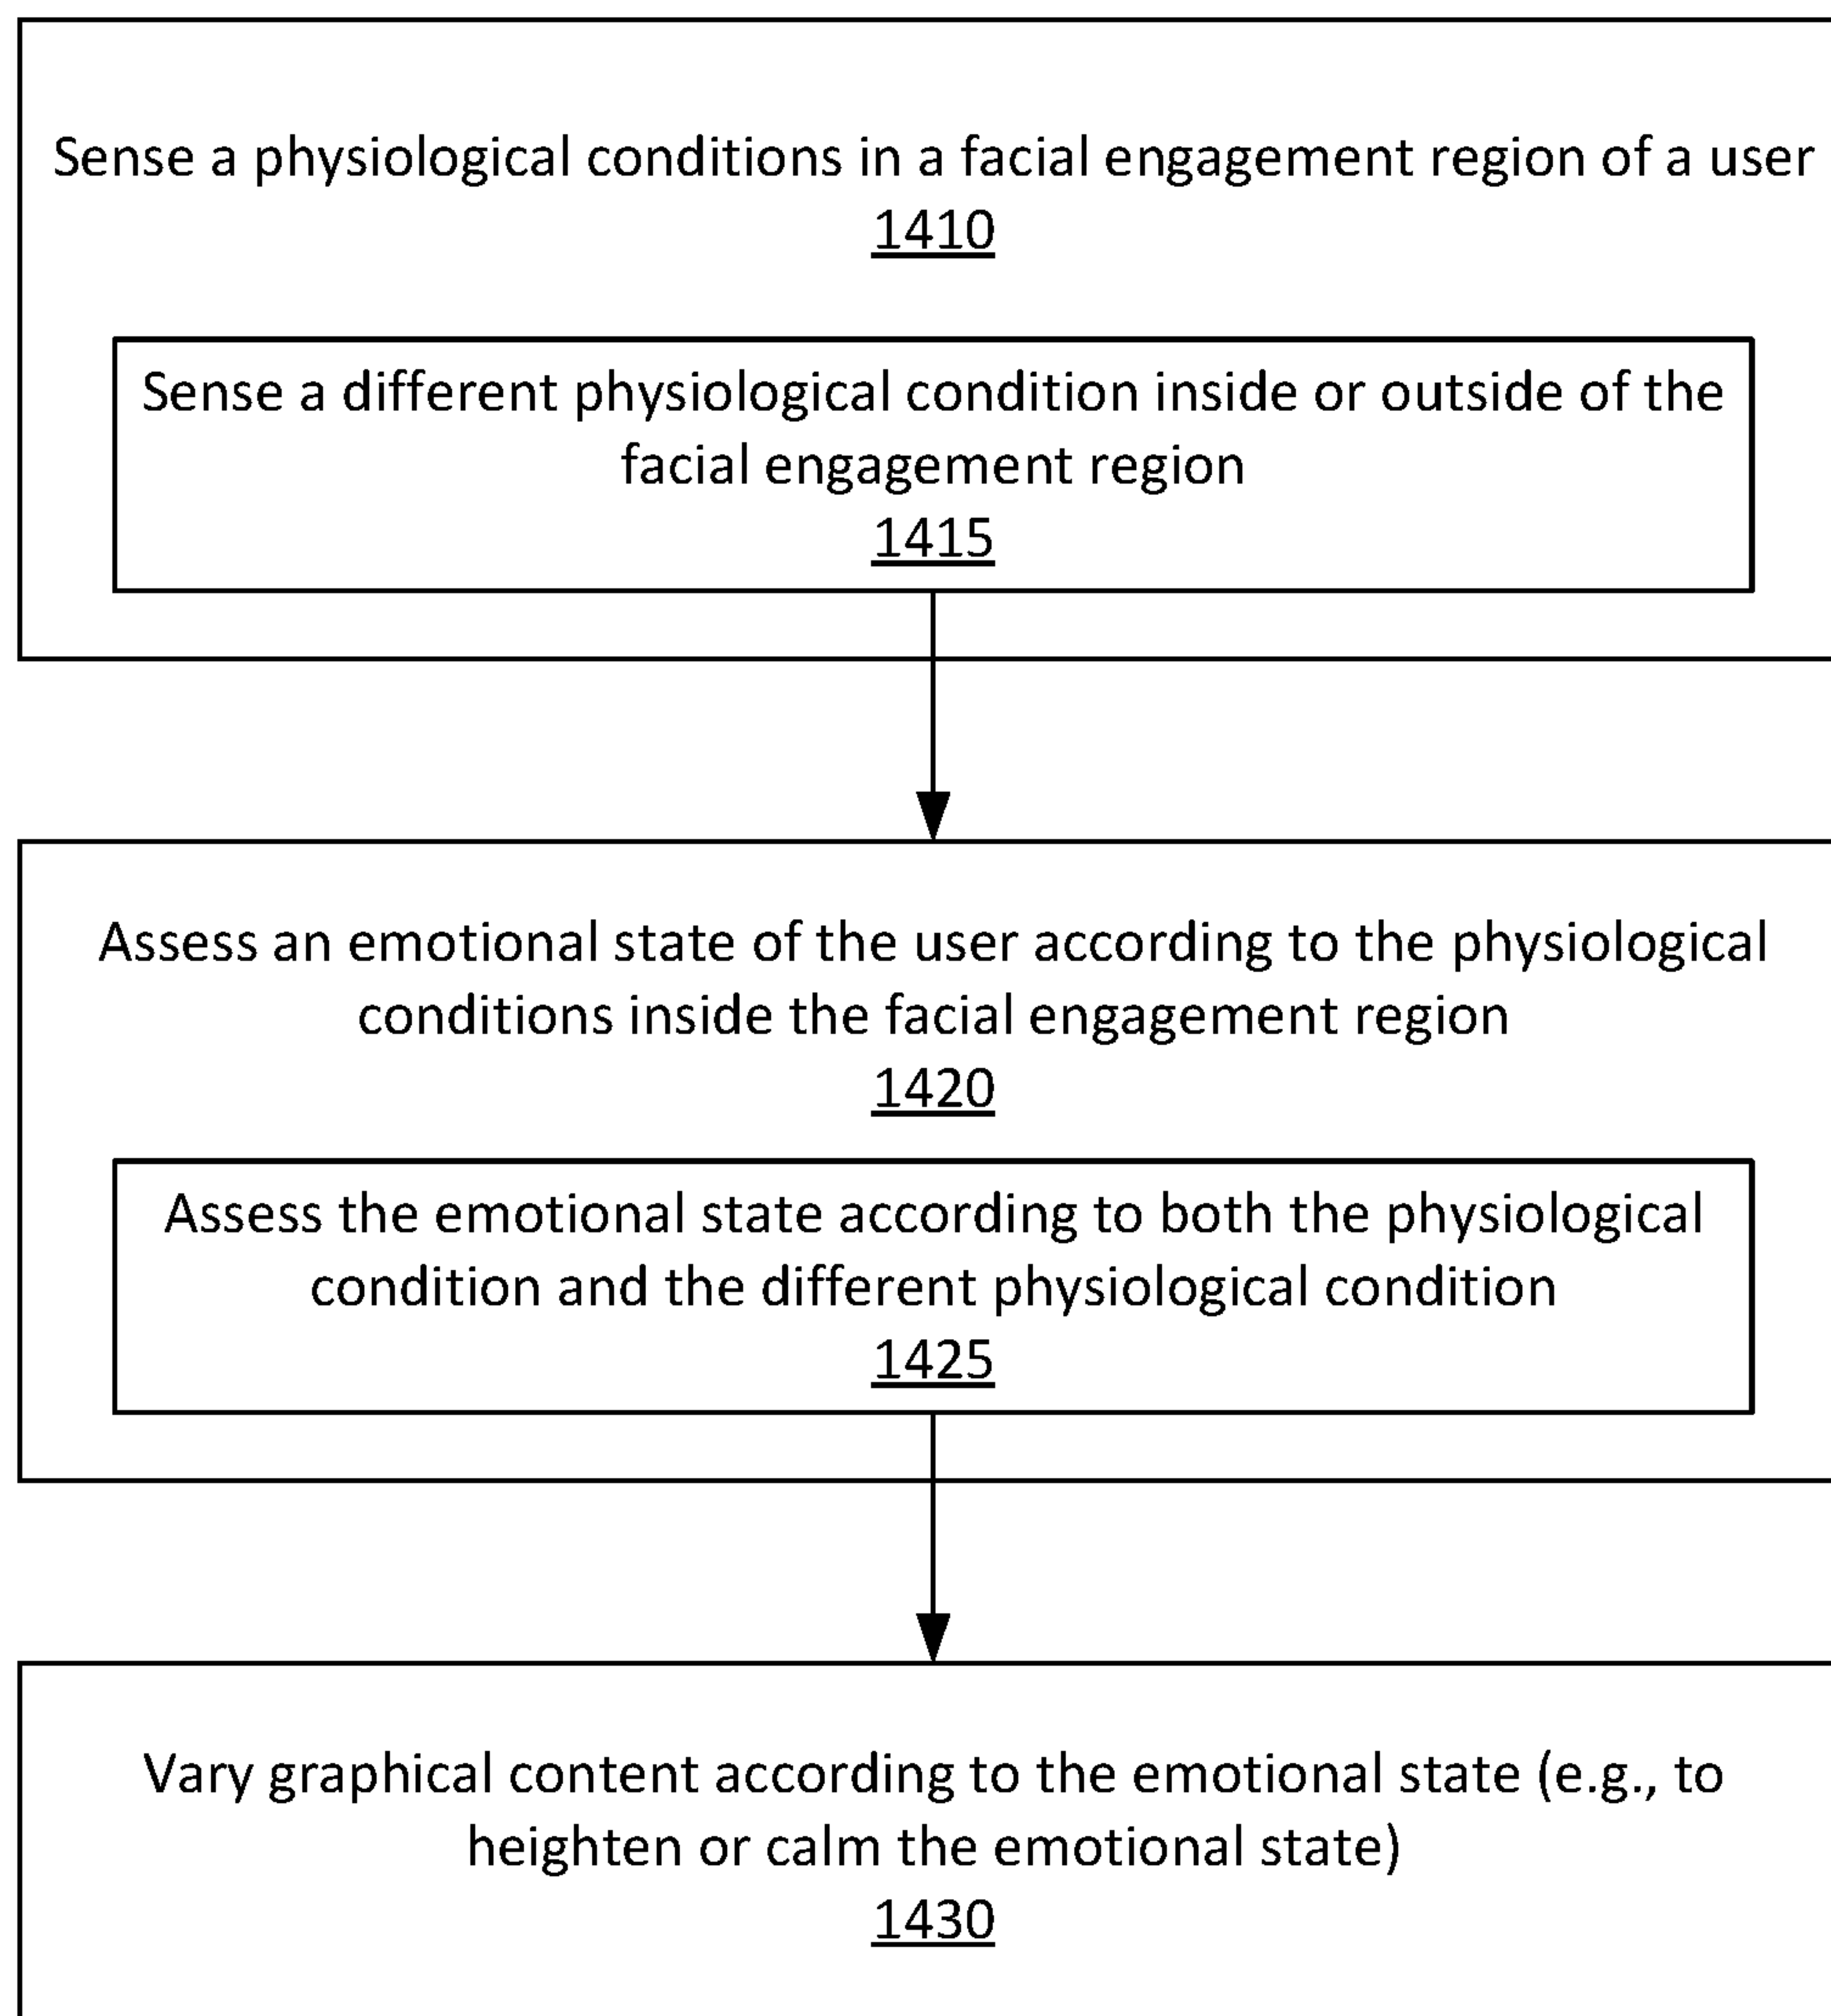 Sense a physiological conditions in a facial engagement region of a user
1410
Sense a different physiological condition inside or outside of the
facial engagement region
1415
Assess an emotional state of the user according to the physiological
conditions inside the facial engagement region
1420
Assess the emotional state according to both the physiological
condition and the different physiological condition
1425
Vary graphical content according to the emotional state (e.g., to
heighten or calm the emotional state)
1430